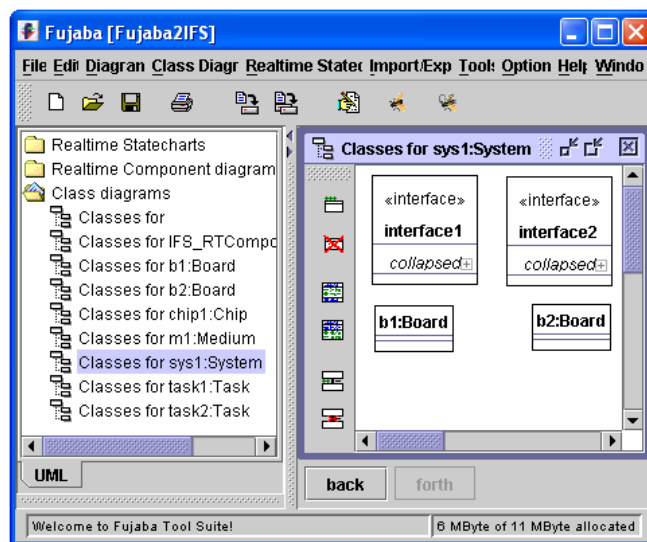 Fujaba [Fujaba2IFS]
File Edit Diagran Class Diagr Realtime Statec Import/Exp Tools Option Help Windo
Realtime Statecharts
Realtime Component diagram
Class diagrams
Classes for
Classes for IFS_RTCompo
Classes for b1:Board
Classes for b2:Board
Classes for chip1:Chip
Classes for m1:Medium
Classes for sys1:System
Classes for task1:Task
Classes for task2:Task
UML
Classes for sys1:System
«interface»
interface1
collapsed
«interface»
interface2
collapsed
b1:Board
b2:Board
back
forth
Welcome to Fujaba Tool Suite!
6 MByte of 11 MByte allocated